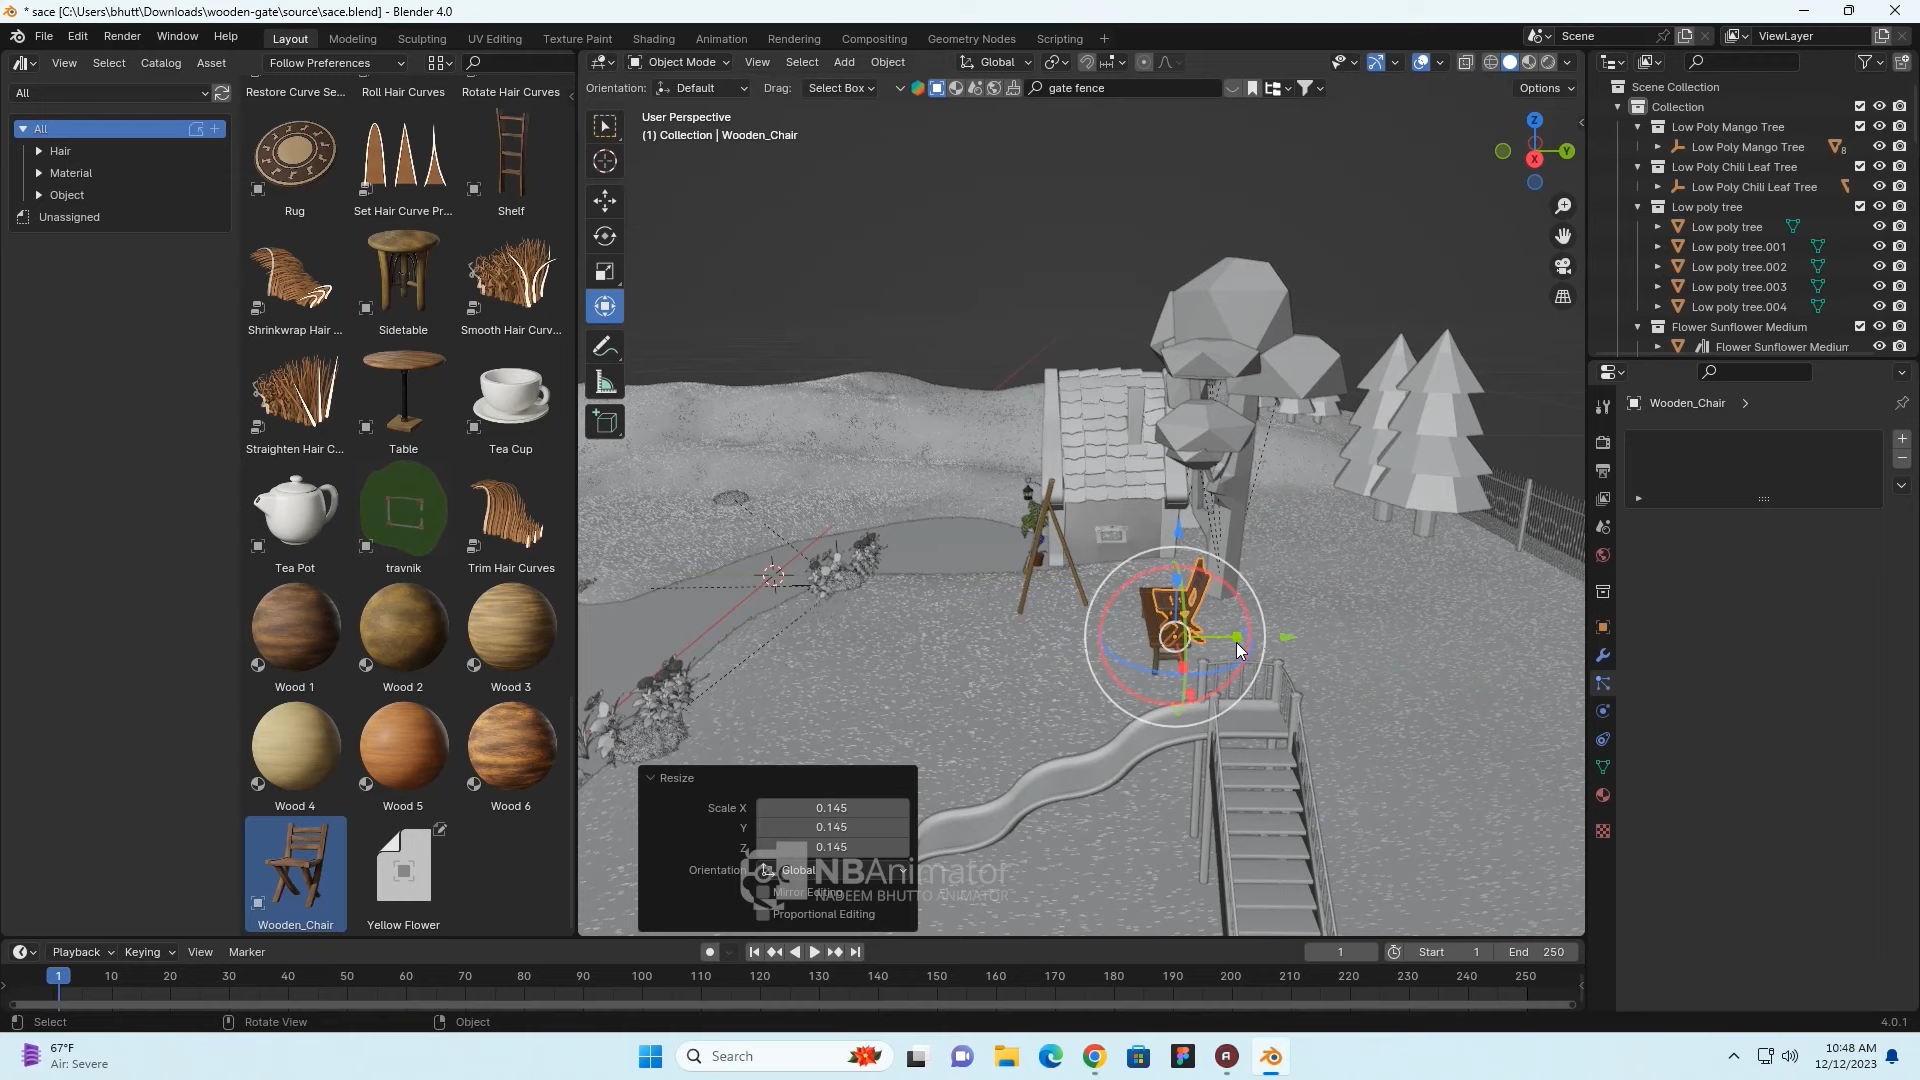 * sace [C:\Users\bhutt\Downloads\wooden-gate\source\sace.blend] - Blender 4.0
File Edit Render Window Help
Layout Modeling Sculpting UV Editing Texture Paint Shading Animation Rendering Compositing Geometry Nodes Scripting +
Scene
ViewLayer
View Select Catalog Asset Follow Preferences
Object Mode View Select Add Object Global
All
Orientation: Default Drag: Select Box gate fence Options
All
Hair
Material
Object
Unassigned
Restore Curve Se... Roll Hair Curves Rotate Hair Curves
Rug Set Hair Curve Pr... Shelf
Shrinkwrap Hair ... Sidetable Smooth Hair Curv...
Straighten Hair C... Table Tea Cup
Tea Pot travnik Trim Hair Curves
Wood 1 Wood 2 Wood 3
Wood 4 Wood 5 Wood 6
Wooden_Chair Yellow Flower
User Perspective
(1) Collection | Wooden_Chair
Z
Y
X
Resize
Scale X 0.145
Y 0.145
Z 0.145
Orientation Global
Mirror Editing
Proportional Editing
NBAnimator
NADEEM BHUTTO ANIMATOR
Scene Collection
Collection
Low Poly Mango Tree
Low Poly Mango Tree 8
Low Poly Chili Leaf Tree
Low Poly Chili Leaf Tree
Low poly tree
Low poly tree
Low poly tree.001
Low poly tree.002
Low poly tree.003
Low poly tree.004
Flower Sunflower Medium
Flower Sunflower Medium
Wooden_Chair
Playback Keying View Marker
1 Start 1 End 250
1 10 20 30 40 50 60 70 80 90 100 110 120 130 140 150 160 170 180 190 200 210 220 230 240 250
Select Rotate View Object 4.0.1
67°F
Air: Severe
Search
10:48 AM
12/12/2023